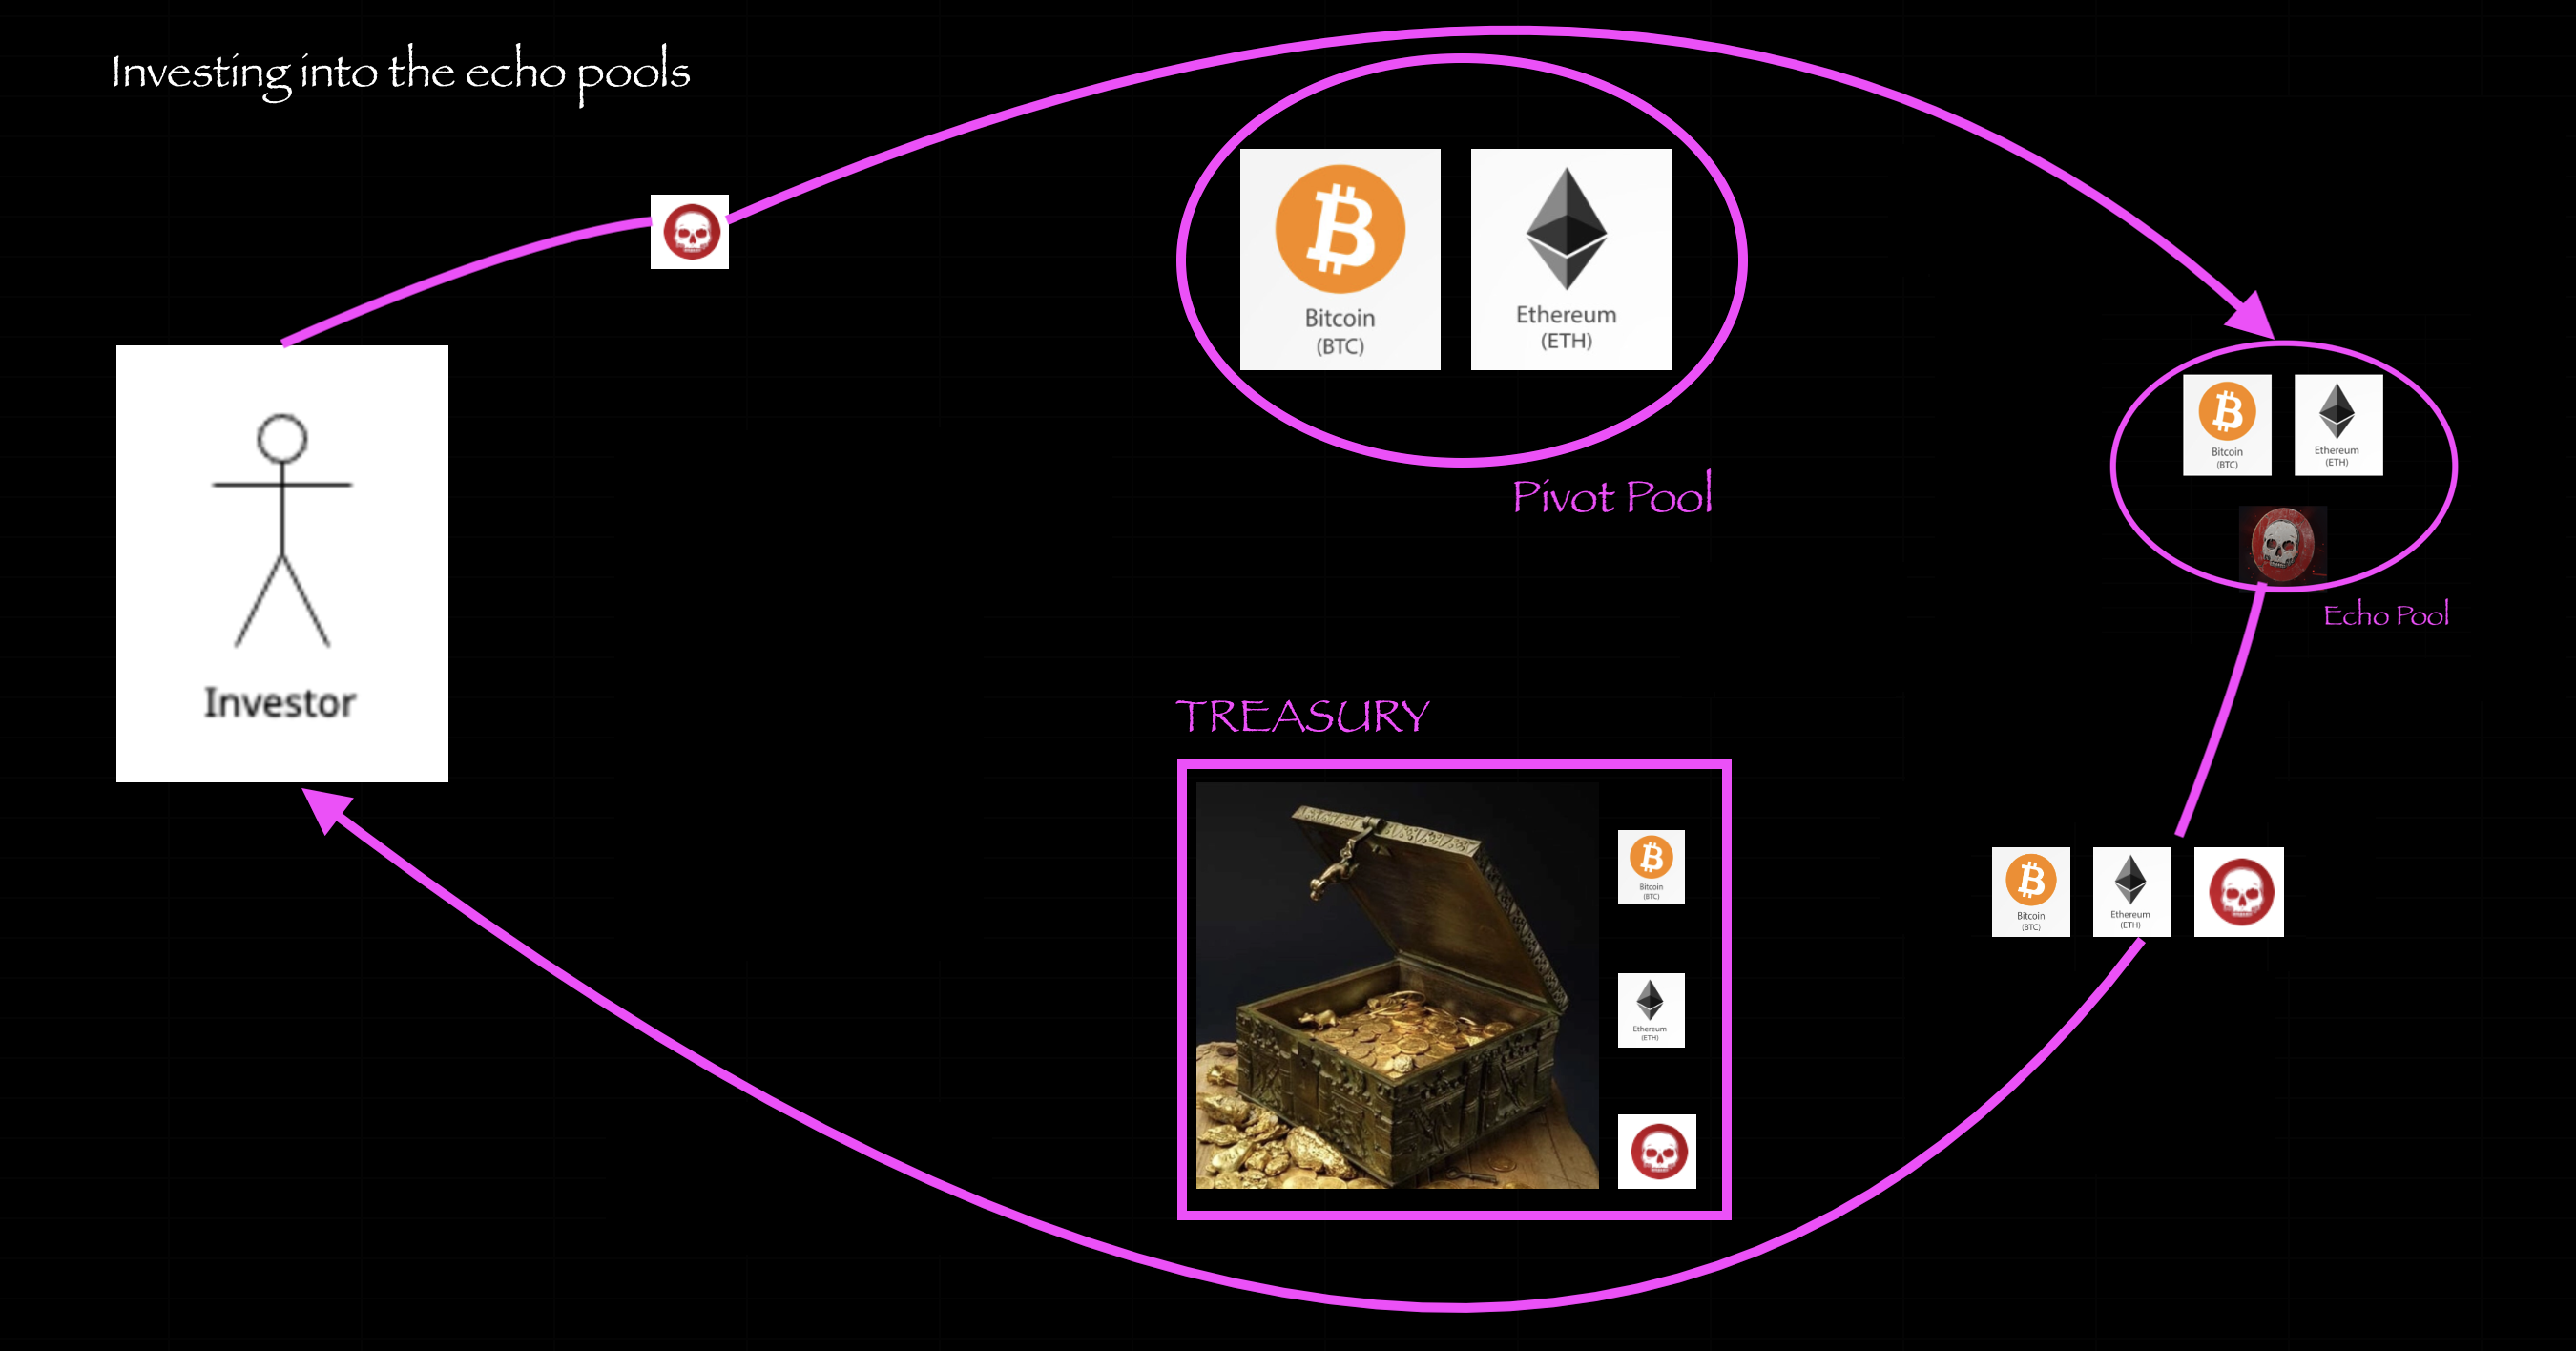 Investing into the echo pools
Bitcoin
(BTC)
Ethereum
(ETH)
Pivot Pool
Investor
Bitcoin
(BTC)
Ethereum
(ETH)
Echo Pool
TREASURY
Bitcoin
(BTC)
Ethereum
(ETH)
Bitcoin
(BTC)
Ethereum
(ETH)